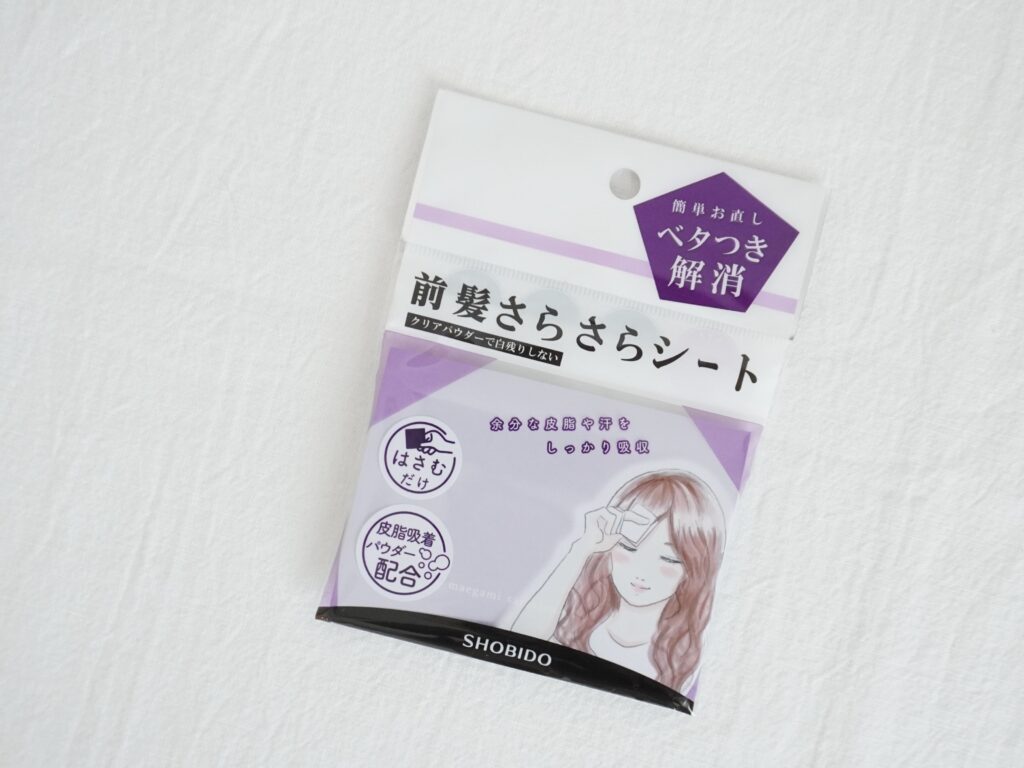 簡単お直し
ベタつき
解消
前髪さらさらシート
クリアパウダーで白残りしない
余分な皮脂や汗を
しっかり吸収
はさむ
だけ
皮脂吸着
パウダー
配合
maegami
SHOBIDO